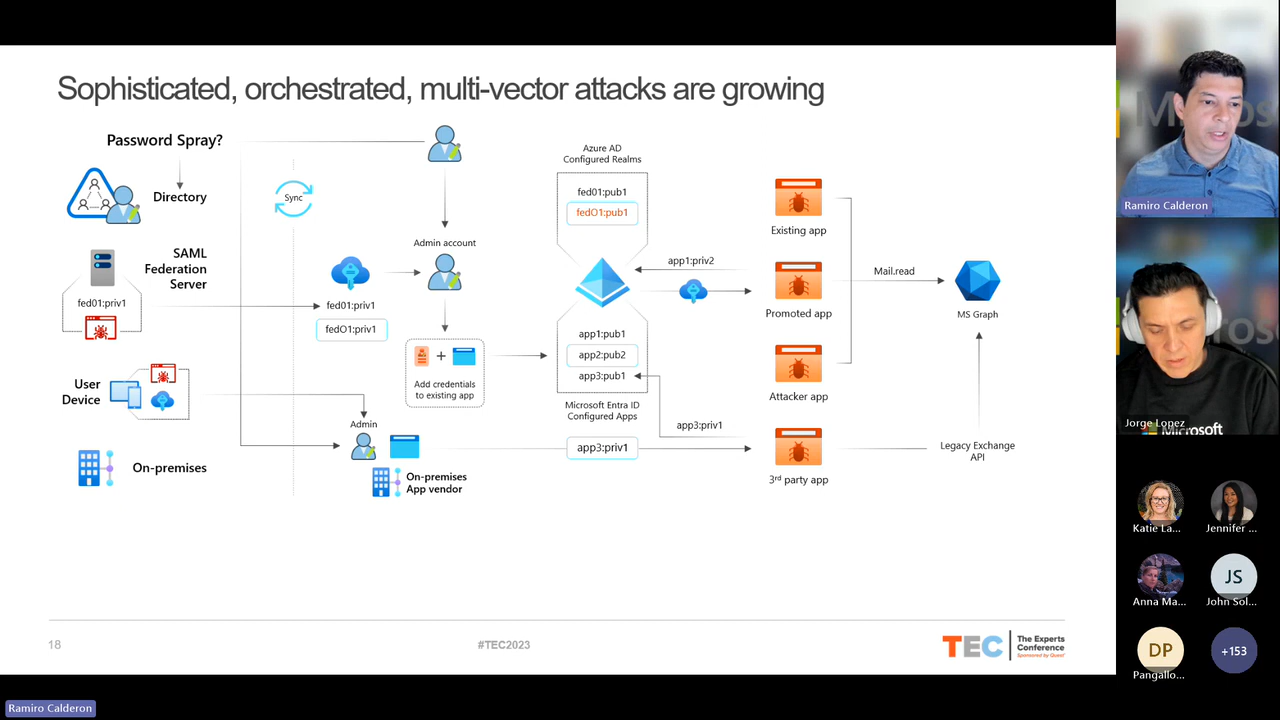 Sophisticated, orchestrated, multi-vector attacks are growing
Password Spray?
Directory
Sync
SAML
Federation
Server
fed01:priv1
User
Device
On-premises
fed01:priv1
fedO1:priv1
Admin account
Add credentials
to existing app
Admin
On-premises
App vendor
Azure AD
Configured Realms
fed01:pub1
fedO1:pub1
app1:pub1
app2:pub2
app3:pub1
Microsoft Entra ID
Configured Apps
app3:priv1
app1:priv2
app3:priv1
Existing app
Promoted app
Attacker app
3rd party app
Mail.read
MS Graph
Legacy Exchange
API
18
#TEC2023
TEC
The Experts
Conference
Sponsored by Quest
Ramiro Calderon
Jorge Lopez
Microsoft
Katie La...
Jennifer ...
Anna Ma...
JS
John Sol...
DP
Pangallo...
+153
Ramiro Calderon